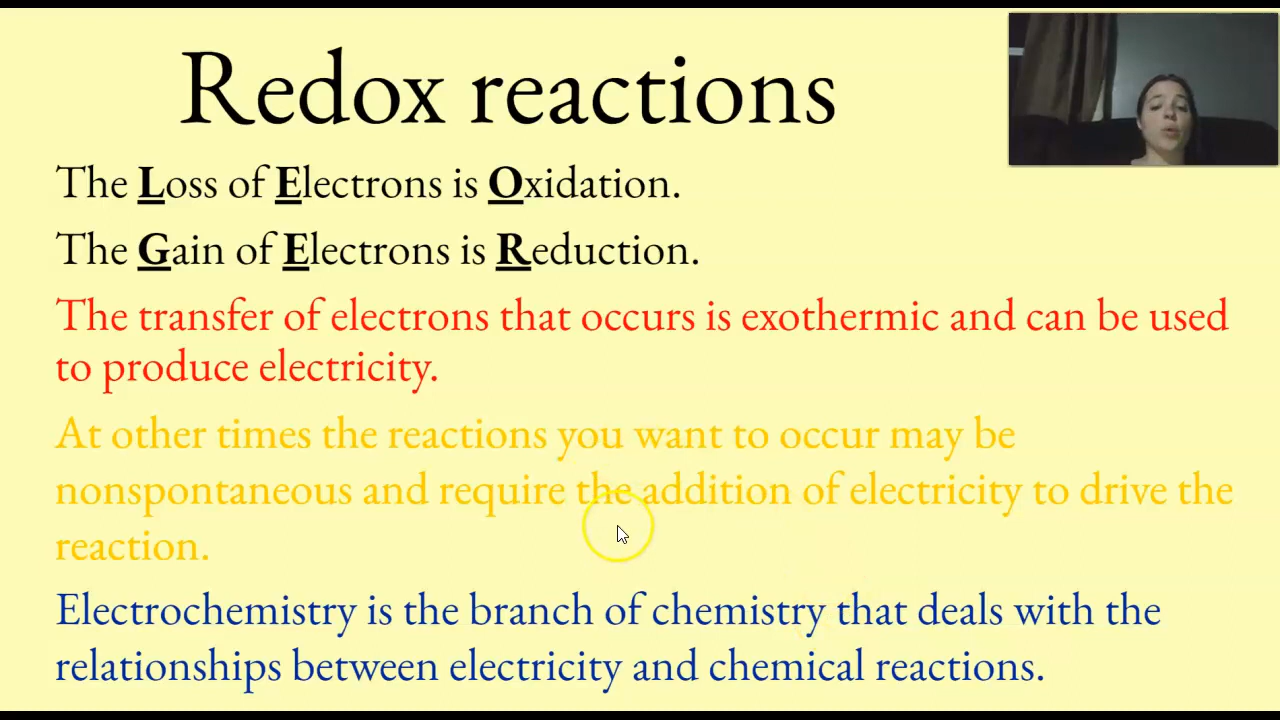 Redox reactions
The Loss of Electrons is Oxidation.
The Gain of Electrons is Reduction.
The transfer of electrons that occurs is exothermic and can be used
to produce electricity.
At other times the reactions you want to occur may be
nonspontaneous and require the addition of electricity to drive the
reaction.
Electrochemistry is the branch of chemistry that deals with the
relationships between electricity and chemical reactions.